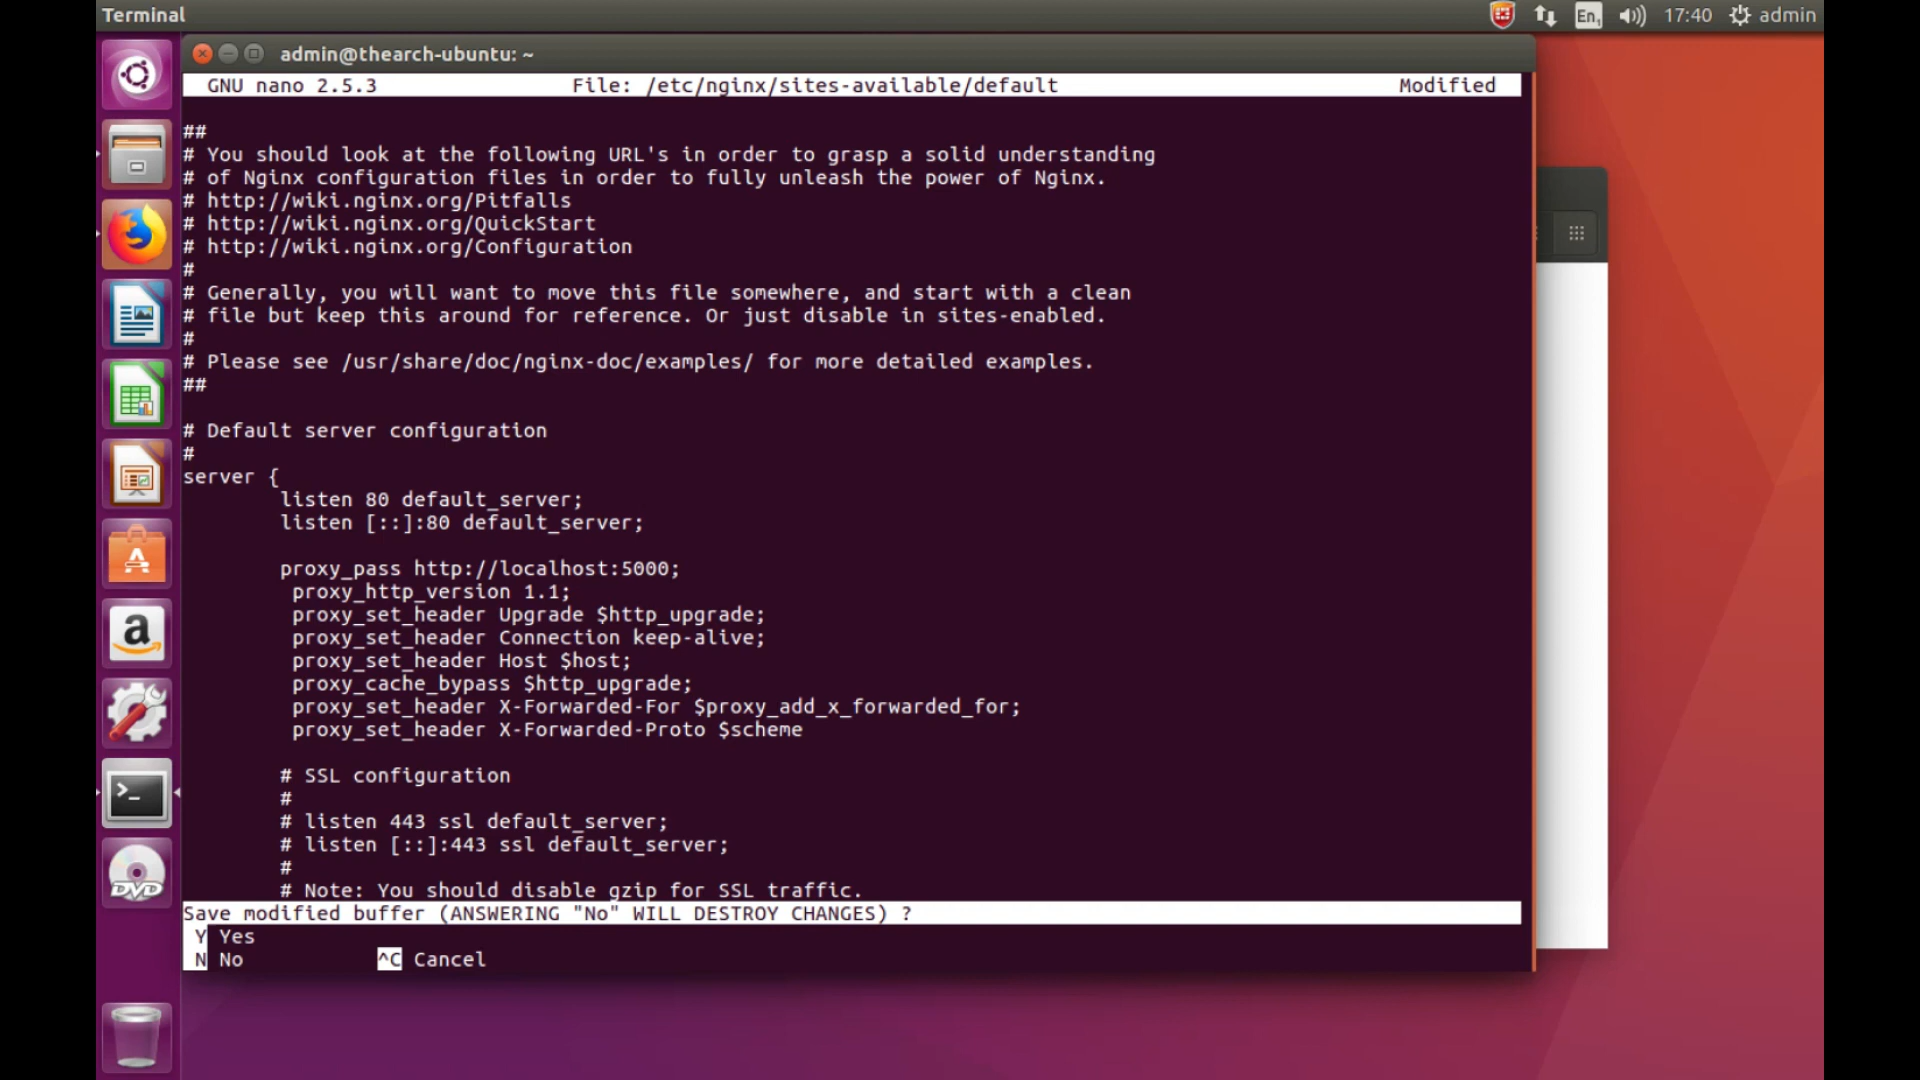 Terminal
En₁
17:40
admin
admin@thearch-ubuntu: ~
GNU nano 2.5.3 File: /etc/nginx/sites-available/default Modified
##
# You should look at the following URL's in order to grasp a solid understanding
# of Nginx configuration files in order to fully unleash the power of Nginx.
# http://wiki.nginx.org/Pitfalls
# http://wiki.nginx.org/QuickStart
# http://wiki.nginx.org/Configuration
#
# Generally, you will want to move this file somewhere, and start with a clean
# file but keep this around for reference. Or just disable in sites-enabled.
#
# Please see /usr/share/doc/nginx-doc/examples/ for more detailed examples.
##
# Default server configuration
#
server {
listen 80 default_server;
listen [::]:80 default_server;
proxy_pass http://localhost:5000;
proxy_http_version 1.1;
proxy_set_header Upgrade $http_upgrade;
proxy_set_header Connection keep-alive;
proxy_set_header Host $host;
proxy_cache_bypass $http_upgrade;
proxy_set_header X-Forwarded-For $proxy_add_x_forwarded_for;
proxy_set_header X-Forwarded-Proto $scheme
# SSL configuration
#
# listen 443 ssl default_server;
# listen [::]:443 ssl default_server;
#
# Note: You should disable gzip for SSL traffic.
Save modified buffer (ANSWERING "No" WILL DESTROY CHANGES) ?
Y Yes
N No ^C Cancel
a
DVD